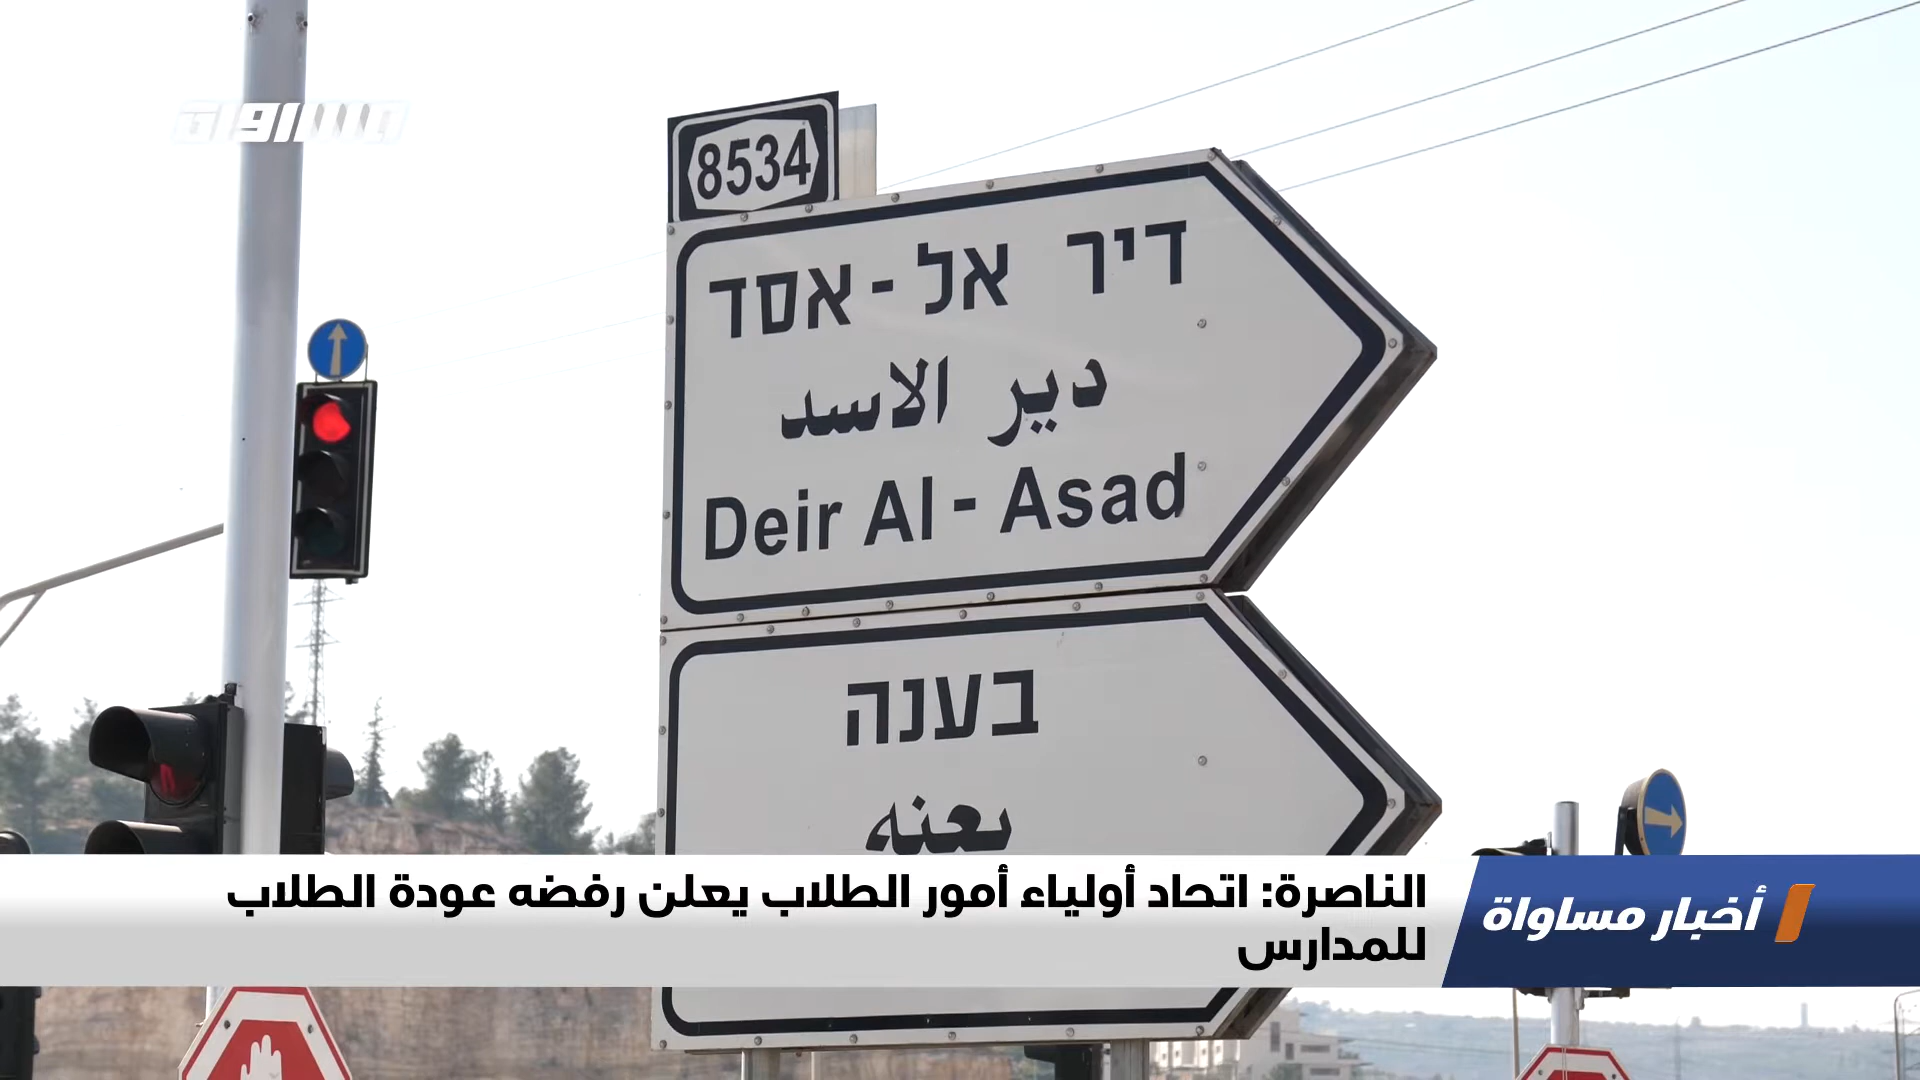 مساواة
8534
דיר אל-אסד
دير الاسد
Deir Al-Asad
בענה
بعنه
أخبار مساواة
الناصرة: اتحاد أولياء أمور الطلاب يعلن رفضه عودة الطلاب
للمدارس